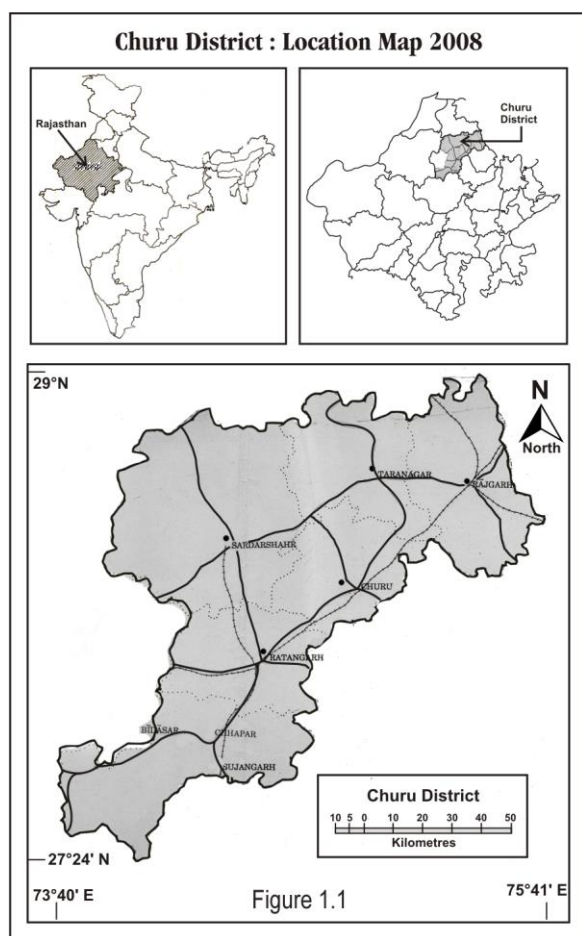 Churu District : Location Map 2008
Rajasthan
Churu
District
29°N
N
North
TARANAGAR
RAJGARH
SARDARSHAHR
CHURU
RATANGARH
BIDĀSAR
CHHAPAR
SUJANGARH
Churu District
10 5 0 10 20 30 40 50
Kilometres
27°24' N
73°40' E
Figure 1.1
75°41' E